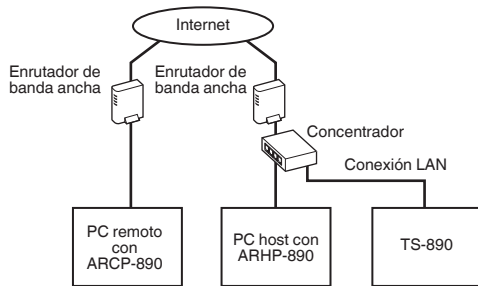 Internet
Enrutador de
banda ancha
Enrutador de
banda ancha
Concentrador
Conexión LAN
PC remoto
con
ARCP-890
PC host con
ARHP-890
TS-890